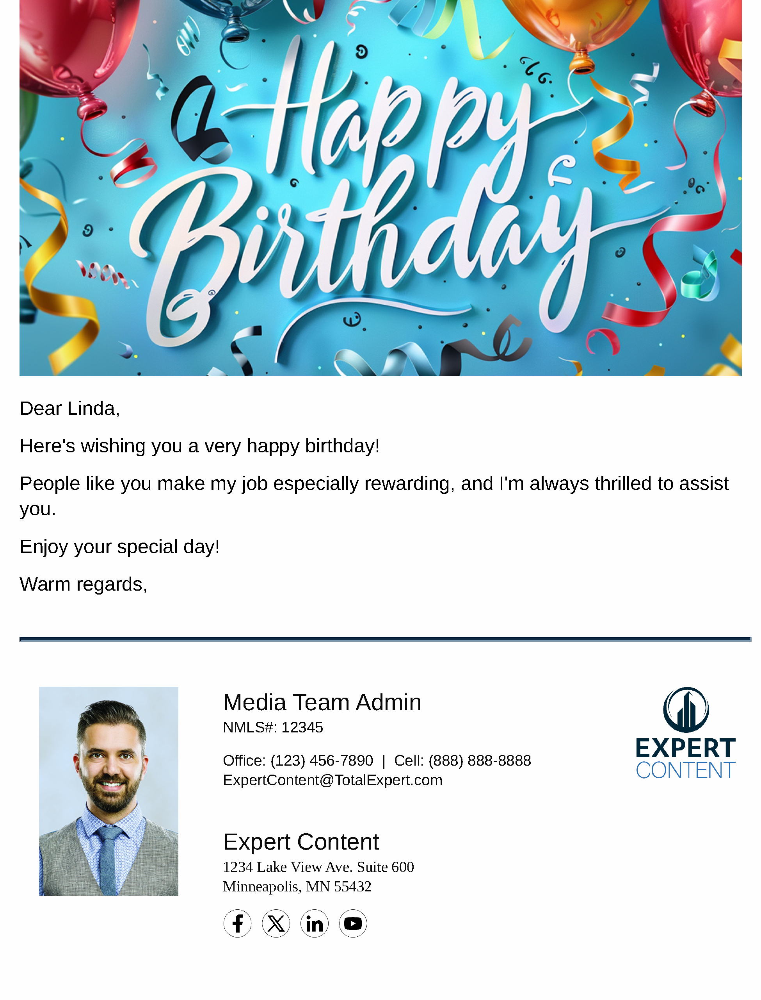 Happy
Birthday
Dear Linda,
Here's wishing you a very happy birthday!
People like you make my job especially rewarding, and I'm always thrilled to assist
you.
Enjoy your special day!
Warm regards,
Media Team Admin
NMLS#: 12345
Office: (123) 456-7890 | Cell: (888) 888-8888
ExpertContent@TotalExpert.com
EXPERT
CONTENT
Expert Content
1234 Lake View Ave. Suite 600
Minneapolis, MN 55432